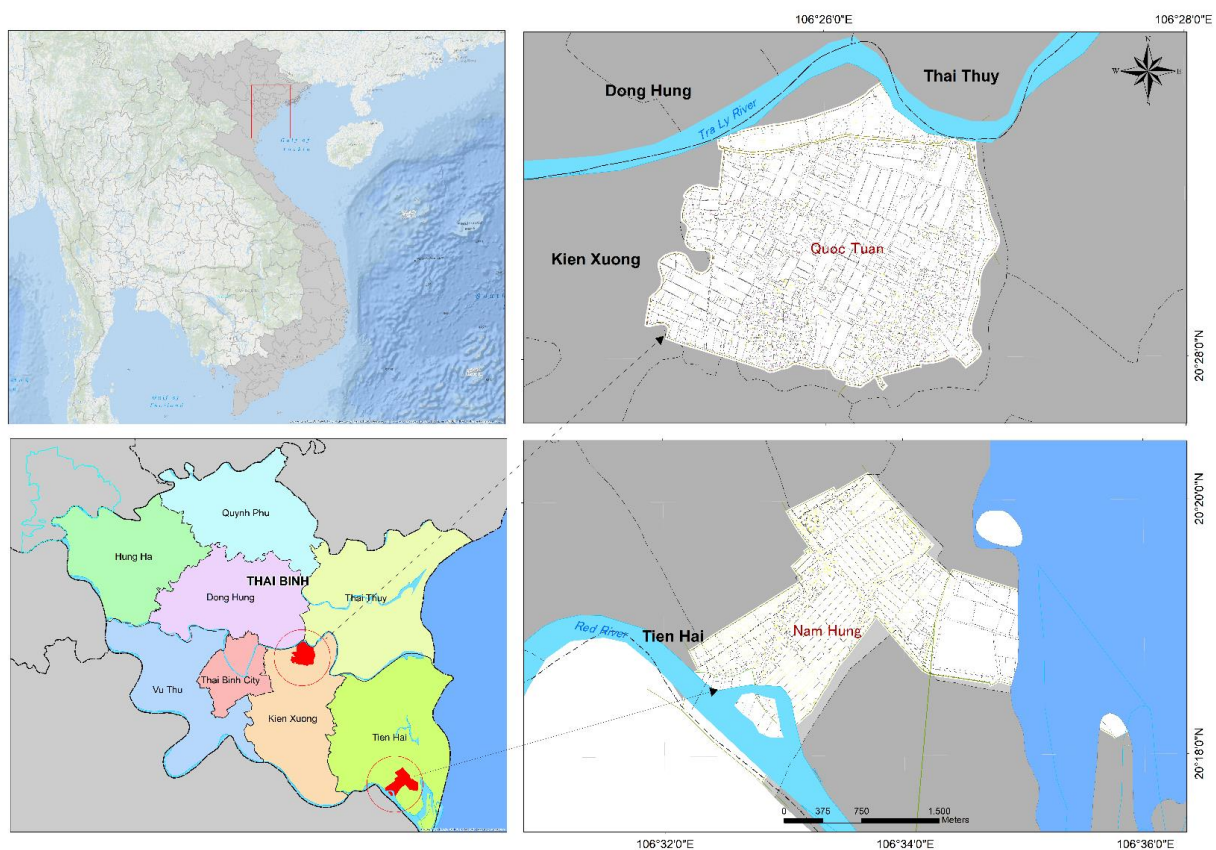 106°26'0"E
106°28'0"E
Gulf of
Tonkin
Gulf of
Thailand
N
W
E
S
Dong Hung
Thai Thuy
Tra Ly River
Kien Xuong
Quoc Tuan
20°28'0"N
Quynh Phu
Hung Ha
THAI BINH
Dong Hung
Thai Thuy
Vu Thu
Thai Binh City
Kien Xuong
Tien Hai
20°20'0"N
Red River
Tien Hai
Nam Hung
20°18'0"N
0 375 750 1.500
Meters
106°32'0"E
106°34'0"E
106°36'0"E